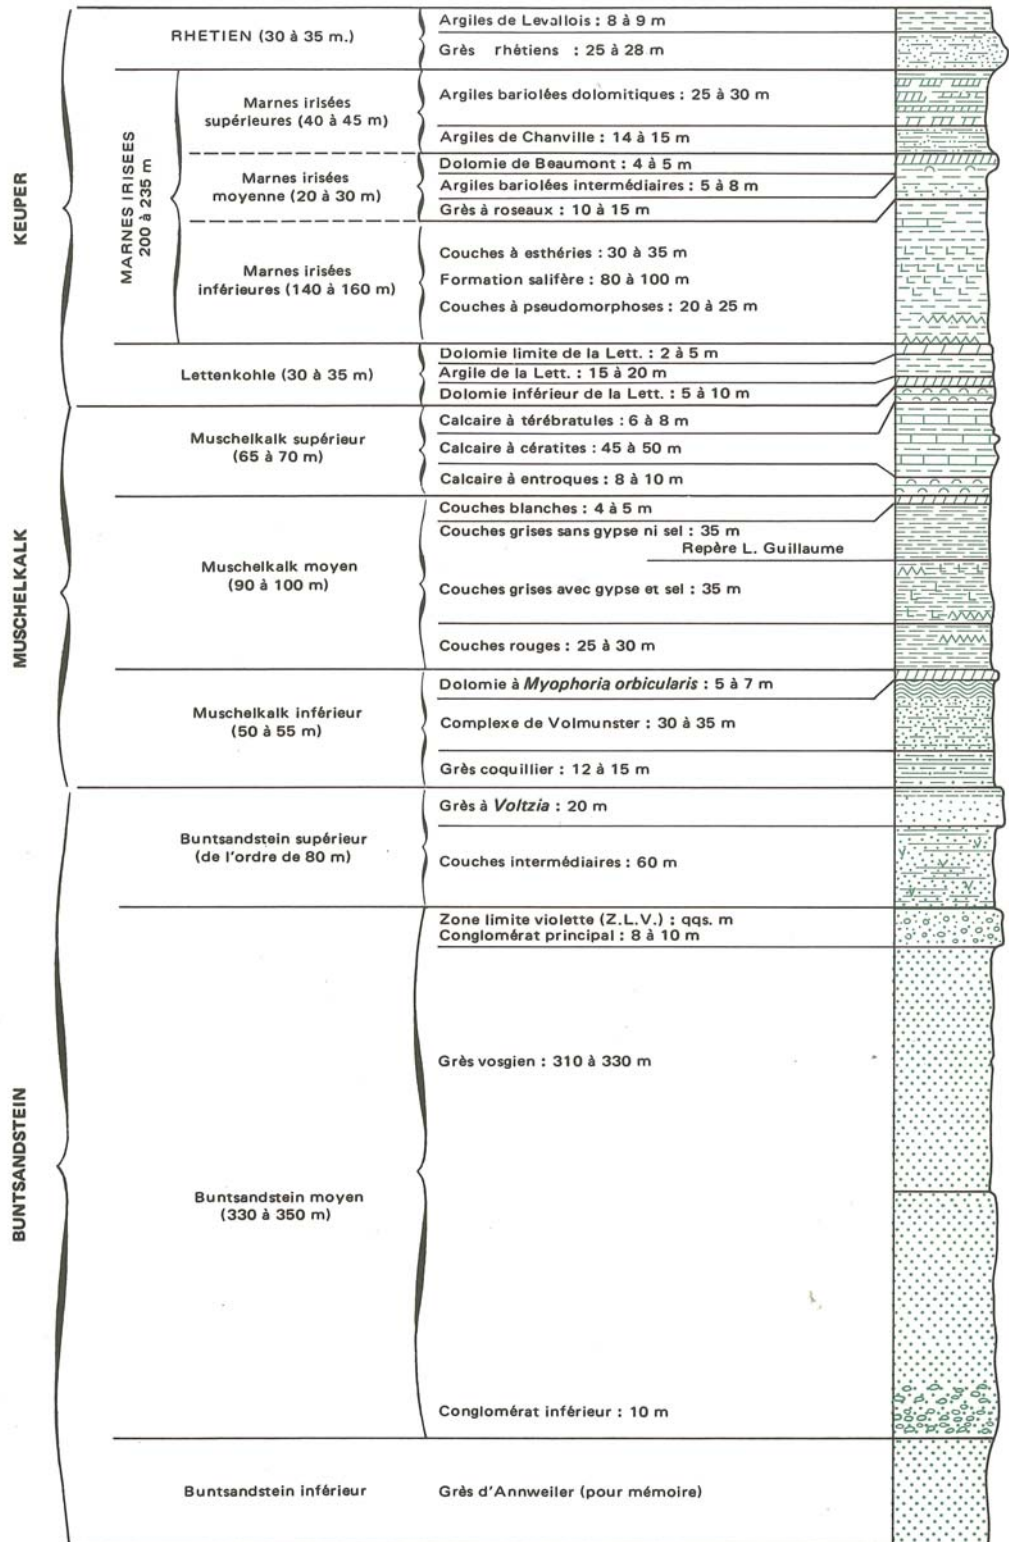 KEUPER
RHETIEN (30 à 35 m.)
Argiles de Levallois : 8 à 9 m
Grès rhétiens : 25 à 28 m
MARNES IRISEES
200 à 235 m
Marnes irisées
supérieures (40 à 45 m)
Argiles bariolées dolomitiques : 25 à 30 m
Argiles de Chanville : 14 à 15 m
Marnes irisées
moyenne (20 à 30 m)
Dolomie de Beaumont : 4 à 5 m
Argiles bariolées intermédiaires : 5 à 8 m
Grès à roseaux : 10 à 15 m
Marnes irisées
inférieures (140 à 160 m)
Couches à esthéries : 30 à 35 m
Formation salifère : 80 à 100 m
Couches à pseudomorphoses : 20 à 25 m
Lettenkohle (30 à 35 m)
Dolomie limite de la Lett. : 2 à 5 m
Argile de la Lett. : 15 à 20 m
Dolomie inférieur de la Lett. : 5 à 10 m
MUSCHELKALK
Muschelkalk supérieur
(65 à 70 m)
Calcaire à térébratules : 6 à 8 m
Calcaire à cératites : 45 à 50 m
Calcaire à entroques : 8 à 10 m
Muschelkalk moyen
(90 à 100 m)
Couches blanches : 4 à 5 m
Couches grises sans gypse ni sel : 35 m
Repère L. Guillaume
Couches grises avec gypse et sel : 35 m
Couches rouges : 25 à 30 m
Muschelkalk inférieur
(50 à 55 m)
Dolomie à Myophoria orbicularis : 5 à 7 m
Complexe de Volmunster : 30 à 35 m
Grès coquillier : 12 à 15 m
BUNTSANDSTEIN
Buntsandstein supérieur
(de l'ordre de 80 m)
Grès à Voltzia : 20 m
Couches intermédiaires : 60 m
Buntsandstein moyen
(330 à 350 m)
Zone limite violette (Z.L.V.) : qqs. m
Conglomérat principal : 8 à 10 m
Grès vosgien : 310 à 330 m
Conglomérat inférieur : 10 m
Buntsandstein inférieur
Grès d'Annweiler (pour mémoire)